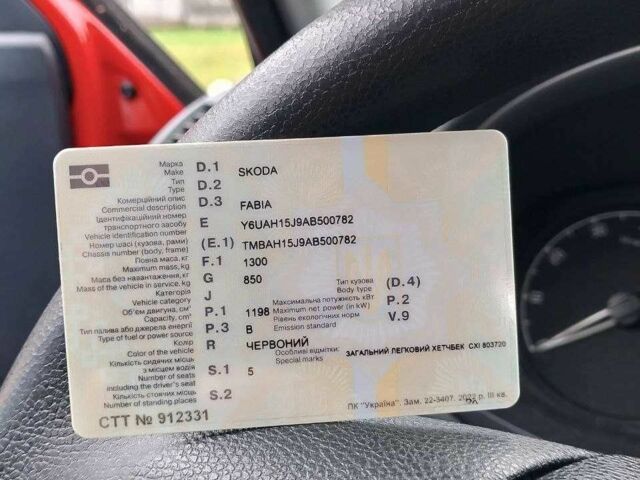 Марка D.1 SKODA
Make
Тип D.2
Type
Комерційний опис D.3 FABIA
Commercial description
Ідентифікаційний номер E Y6UAH15J9AB500782
транспортного засобу
Vehicle identification number
Номер шасі (кузова, рами) (E.1) TMBAH15J9AB500782
Chassis number (body, frame)
Повна маса, кг F.1 1300
Maximum mass, kg
Маса без навантаження, кг G 850 Тип кузова (D.4)
Mass of the vehicle in service, kg Body type
Категорія J Максимальна потужність кВт P.2
Vehicle category Maximum net power (in kW)
Об'єм двигуна, см³ P.1 1198 Рівень екологічних норм V.9
Capacity, cm³ Emission standard
Тип палива або джерела енергії P.3 B
Type of fuel or power source
Колір R ЧЕРВОНИЙ Особливі відмітки: ЗАГАЛЬНИЙ ЛЕГКОВИЙ ХЕТЧБЕК СХІ 803720
Color of the vehicle Special marks
Кількість сидячих місць S.1 5
з місцем водія
Number of seats
including the driver's seat
Кількість стоячих місць S.2
Number of standing places
СТТ № 912331
ПК "Україна". Зам. 22-3407. 2022 р. III кв.